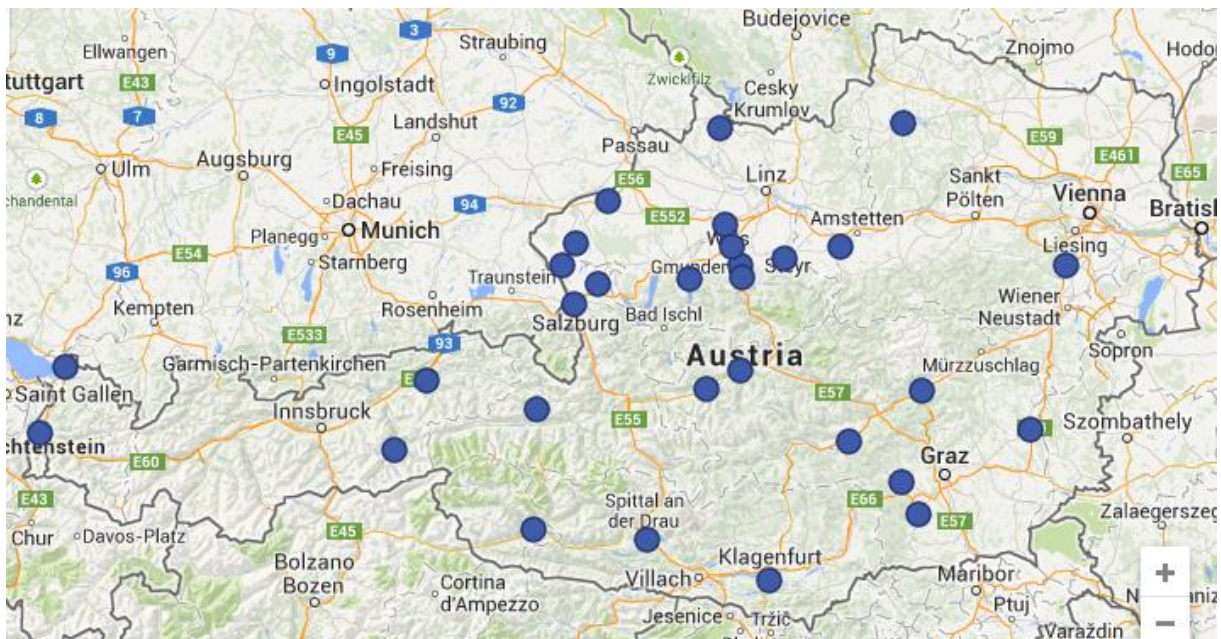 Budejovice
Ellwangen
3
Straubing
Znojmo
Hodo
tuttgart
E43
9
Ingolstadt
Zwicklfilz
Cesky
Krumlov
8
7
92
E45
Landshut
E59
Passau
Augsburg
Freising
E461
Ulm
E65
chandental
Dachau
94
E56
Linz
Sankt
Pölten
Vienna
Planegg
Munich
E552
Amstetten
Bratisl
E54
Starnberg
Liesing
96
Traunstein
Gmunden
Steyr
Kempten
Rosenheim
Wiener
Neustadt
nz
E533
Salzburg
Bad Ischl
93
Austria
Sopron
Garmisch-Partenkirchen
Mürzzuschlag
Saint Gallen
Innsbruck
E57
E55
Szombathely
chtenstein
E60
Graz
E43
Spittal an
der Drau
E66
E57
Zalaegerszeg
Chur
Davos-Platz
E45
Bolzano
Bozen
Klagenfurt
Villach
Cortina
d'Ampezzo
Maribor
+
Jesenice
Tržič
Ptuj
Varaždin
−